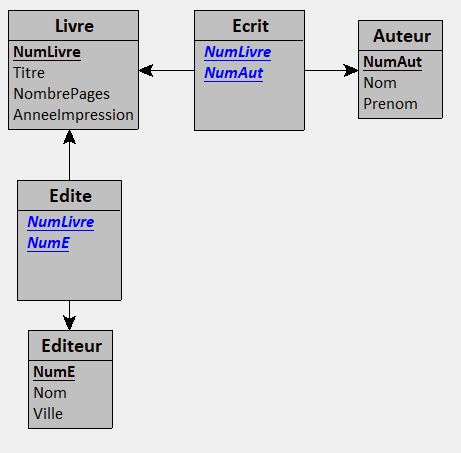 Livre
NumLivre
Titre
NombrePages
AnneeImpression
Ecrit
NumLivre
NumAut
Auteur
NumAut
Nom
Prenom
Edite
NumLivre
NumE
Editeur
NumE
Nom
Ville